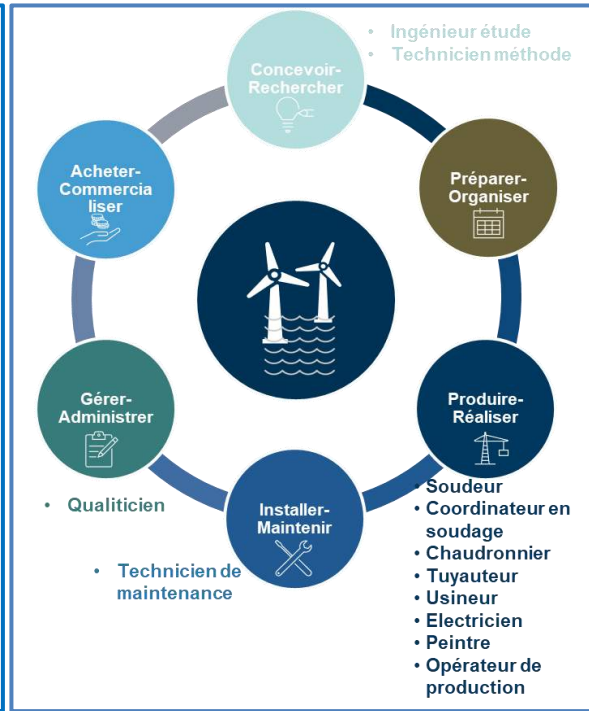 • Ingénieur étude
• Technicien méthode
Concevoir-
Rechercher
Préparer-
Organiser
Produire-
Réaliser
• Soudeur
• Coordinateur en
soudage
• Chaudronnier
• Tuyauteur
• Usineur
• Electricien
• Peintre
• Opérateur de
production
Installer-
Maintenir
• Technicien de
maintenance
Gérer-
Administrer
• Qualiticien
Acheter-
Commercia
liser